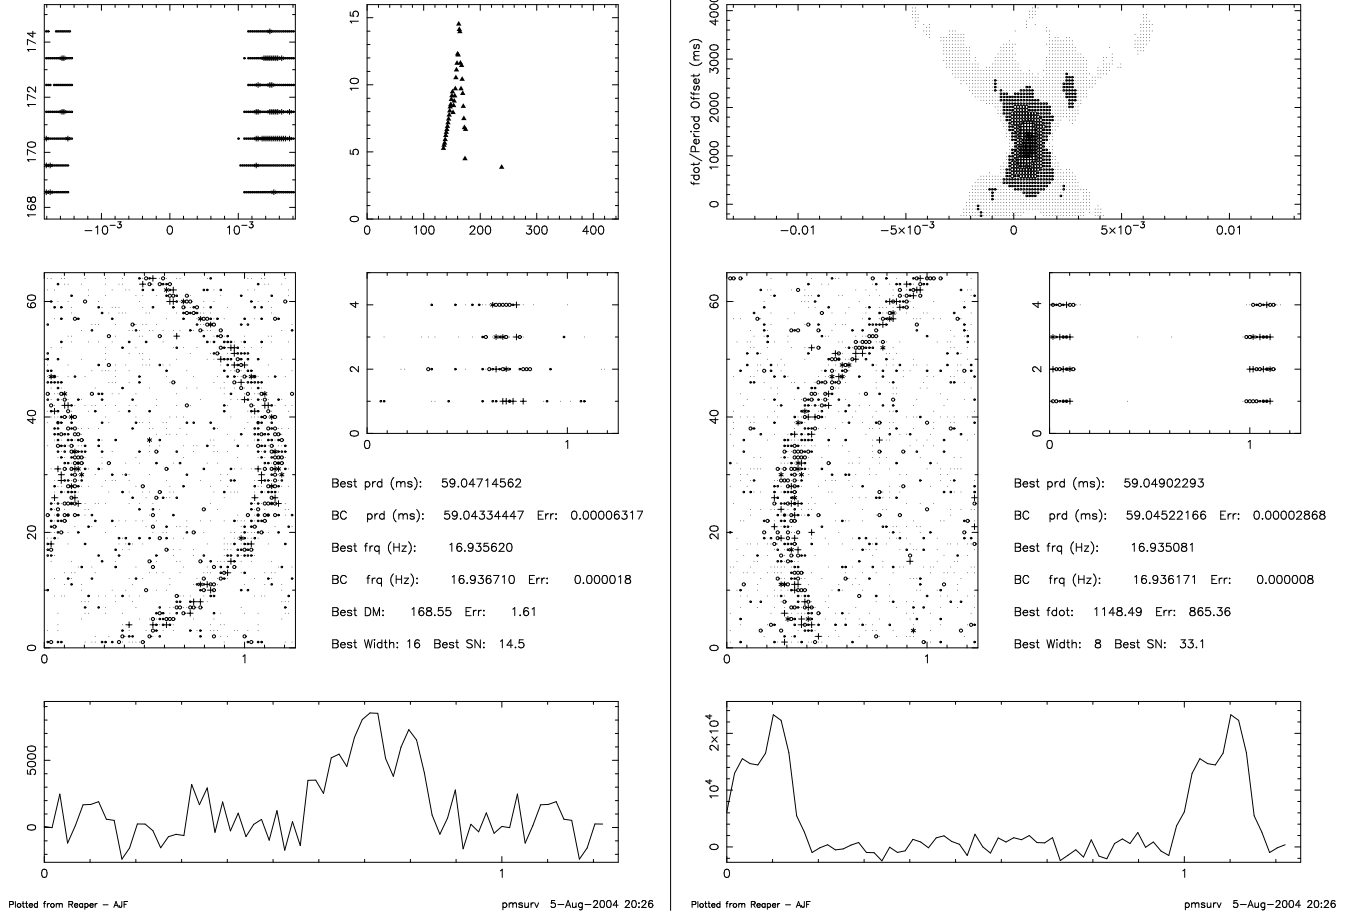 174
172
170
168
−10⁻³ 0 10⁻³
15
10
5
0
0 100 200 300 400
60
40
20
0
0 1
4
2
0
0 1
Best prd (ms): 59.04714562
BC prd (ms): 59.04334447 Err: 0.00006317
Best frq (Hz): 16.935620
BC frq (Hz): 16.936710 Err: 0.000018
Best DM: 168.55 Err: 1.61
Best Width: 16 Best SN: 14.5
5000
0
0 1
Plotted from Reaper − AJF
pmsurv 5−Aug−2004 20:26
fdot/Period Offset (ms)
4000
3000
2000
1000
0
−0.01 −5×10⁻³ 0 5×10⁻³ 0.01
60
40
20
0
0 1
4
2
0
0 1
Best prd (ms): 59.04902293
BC prd (ms): 59.04522166 Err: 0.00002868
Best frq (Hz): 16.935081
BC frq (Hz): 16.936171 Err: 0.000008
Best fdot: 1148.49 Err: 865.36
Best Width: 8 Best SN: 33.1
2×10⁴
10⁴
0
0 1
Plotted from Reaper − AJF
pmsurv 5−Aug−2004 20:26